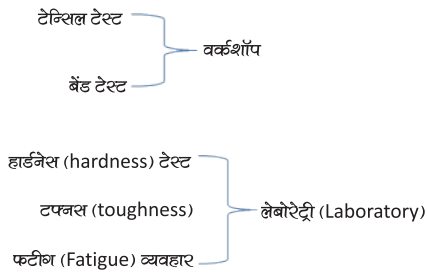 टेन्सिल टेस्ट
वर्कशॉप
बेंड टेस्ट
हार्डनेस (hardness) टेस्ट
टफ्नस (toughness)
लेबोरेट्री (Laboratory)
फटीग (Fatigue) व्यवहार